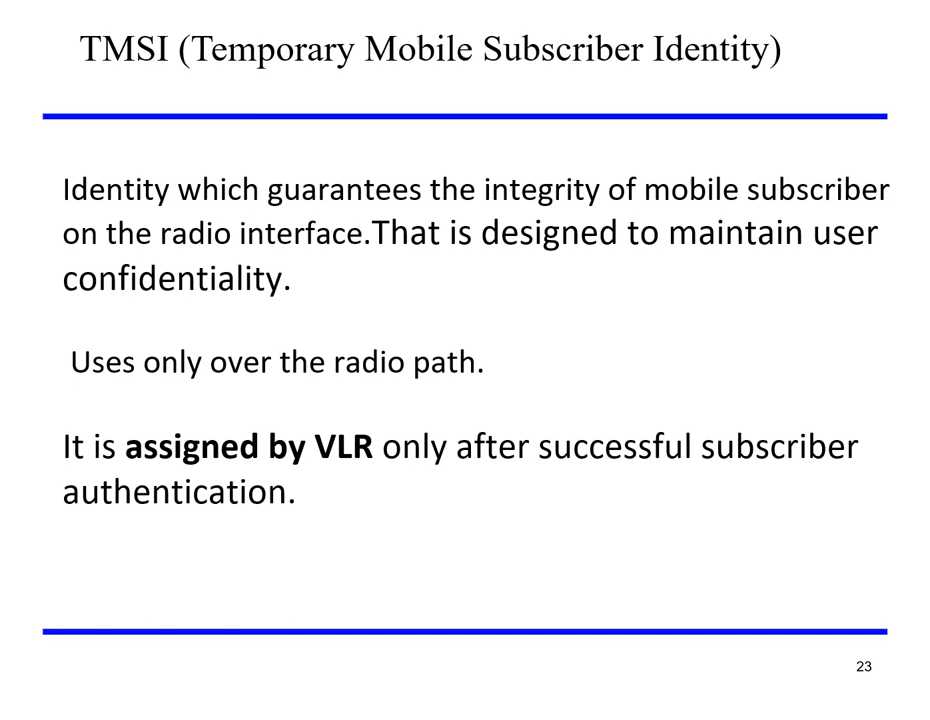 TMSI (Temporary Mobile Subscriber Identity)
Identity which guarantees the integrity of mobile subscriber
on the radio interface.That is designed to maintain user
confidentiality.
Uses only over the radio path.
It is assigned by VLR only after successful subscriber
authentication.
23